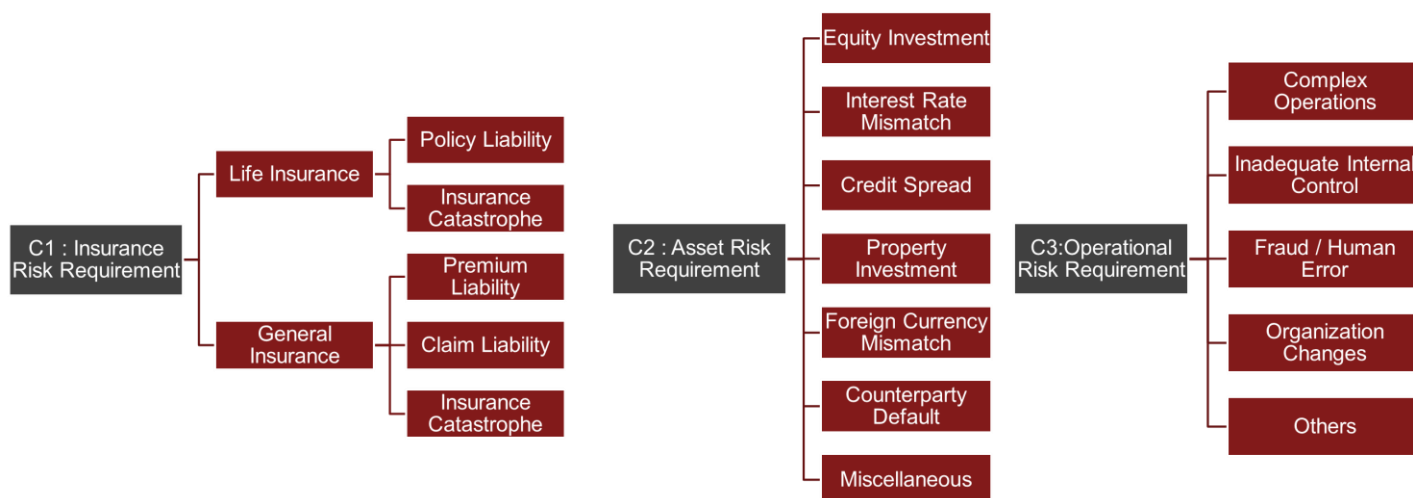 C1 : Insurance
Risk Requirement
Life Insurance
Policy Liability
Insurance
Catastrophe
General
Insurance
Premium
Liability
Claim Liability
Insurance
Catastrophe
C2 : Asset Risk
Requirement
Equity Investment
Interest Rate
Mismatch
Credit Spread
Property
Investment
Foreign Currency
Mismatch
Counterparty
Default
Miscellaneous
C3:Operational
Risk Requirement
Complex
Operations
Inadequate Internal
Control
Fraud / Human
Error
Organization
Changes
Others